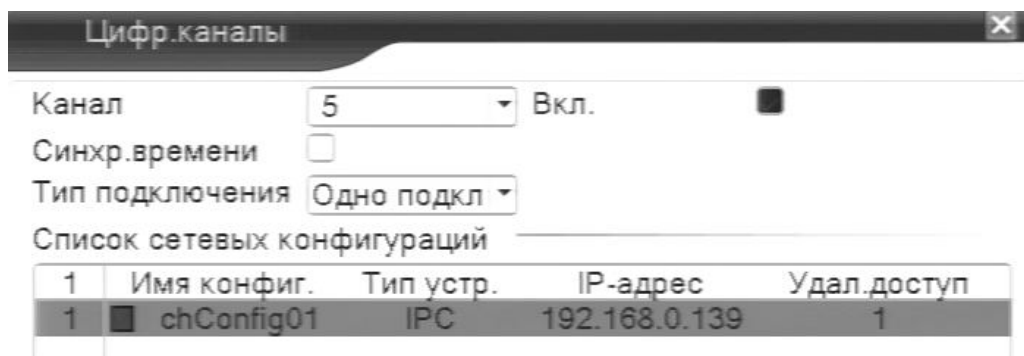 Цифр.каналы
Канал 5 Вкл.
Синхр.времени
Тип подключения Одно подкл
Список сетевых конфигураций
1 Имя конфиг. Тип устр. IP-адрес Удал.доступ
1 chConfig01 IPC 192.168.0.139 1